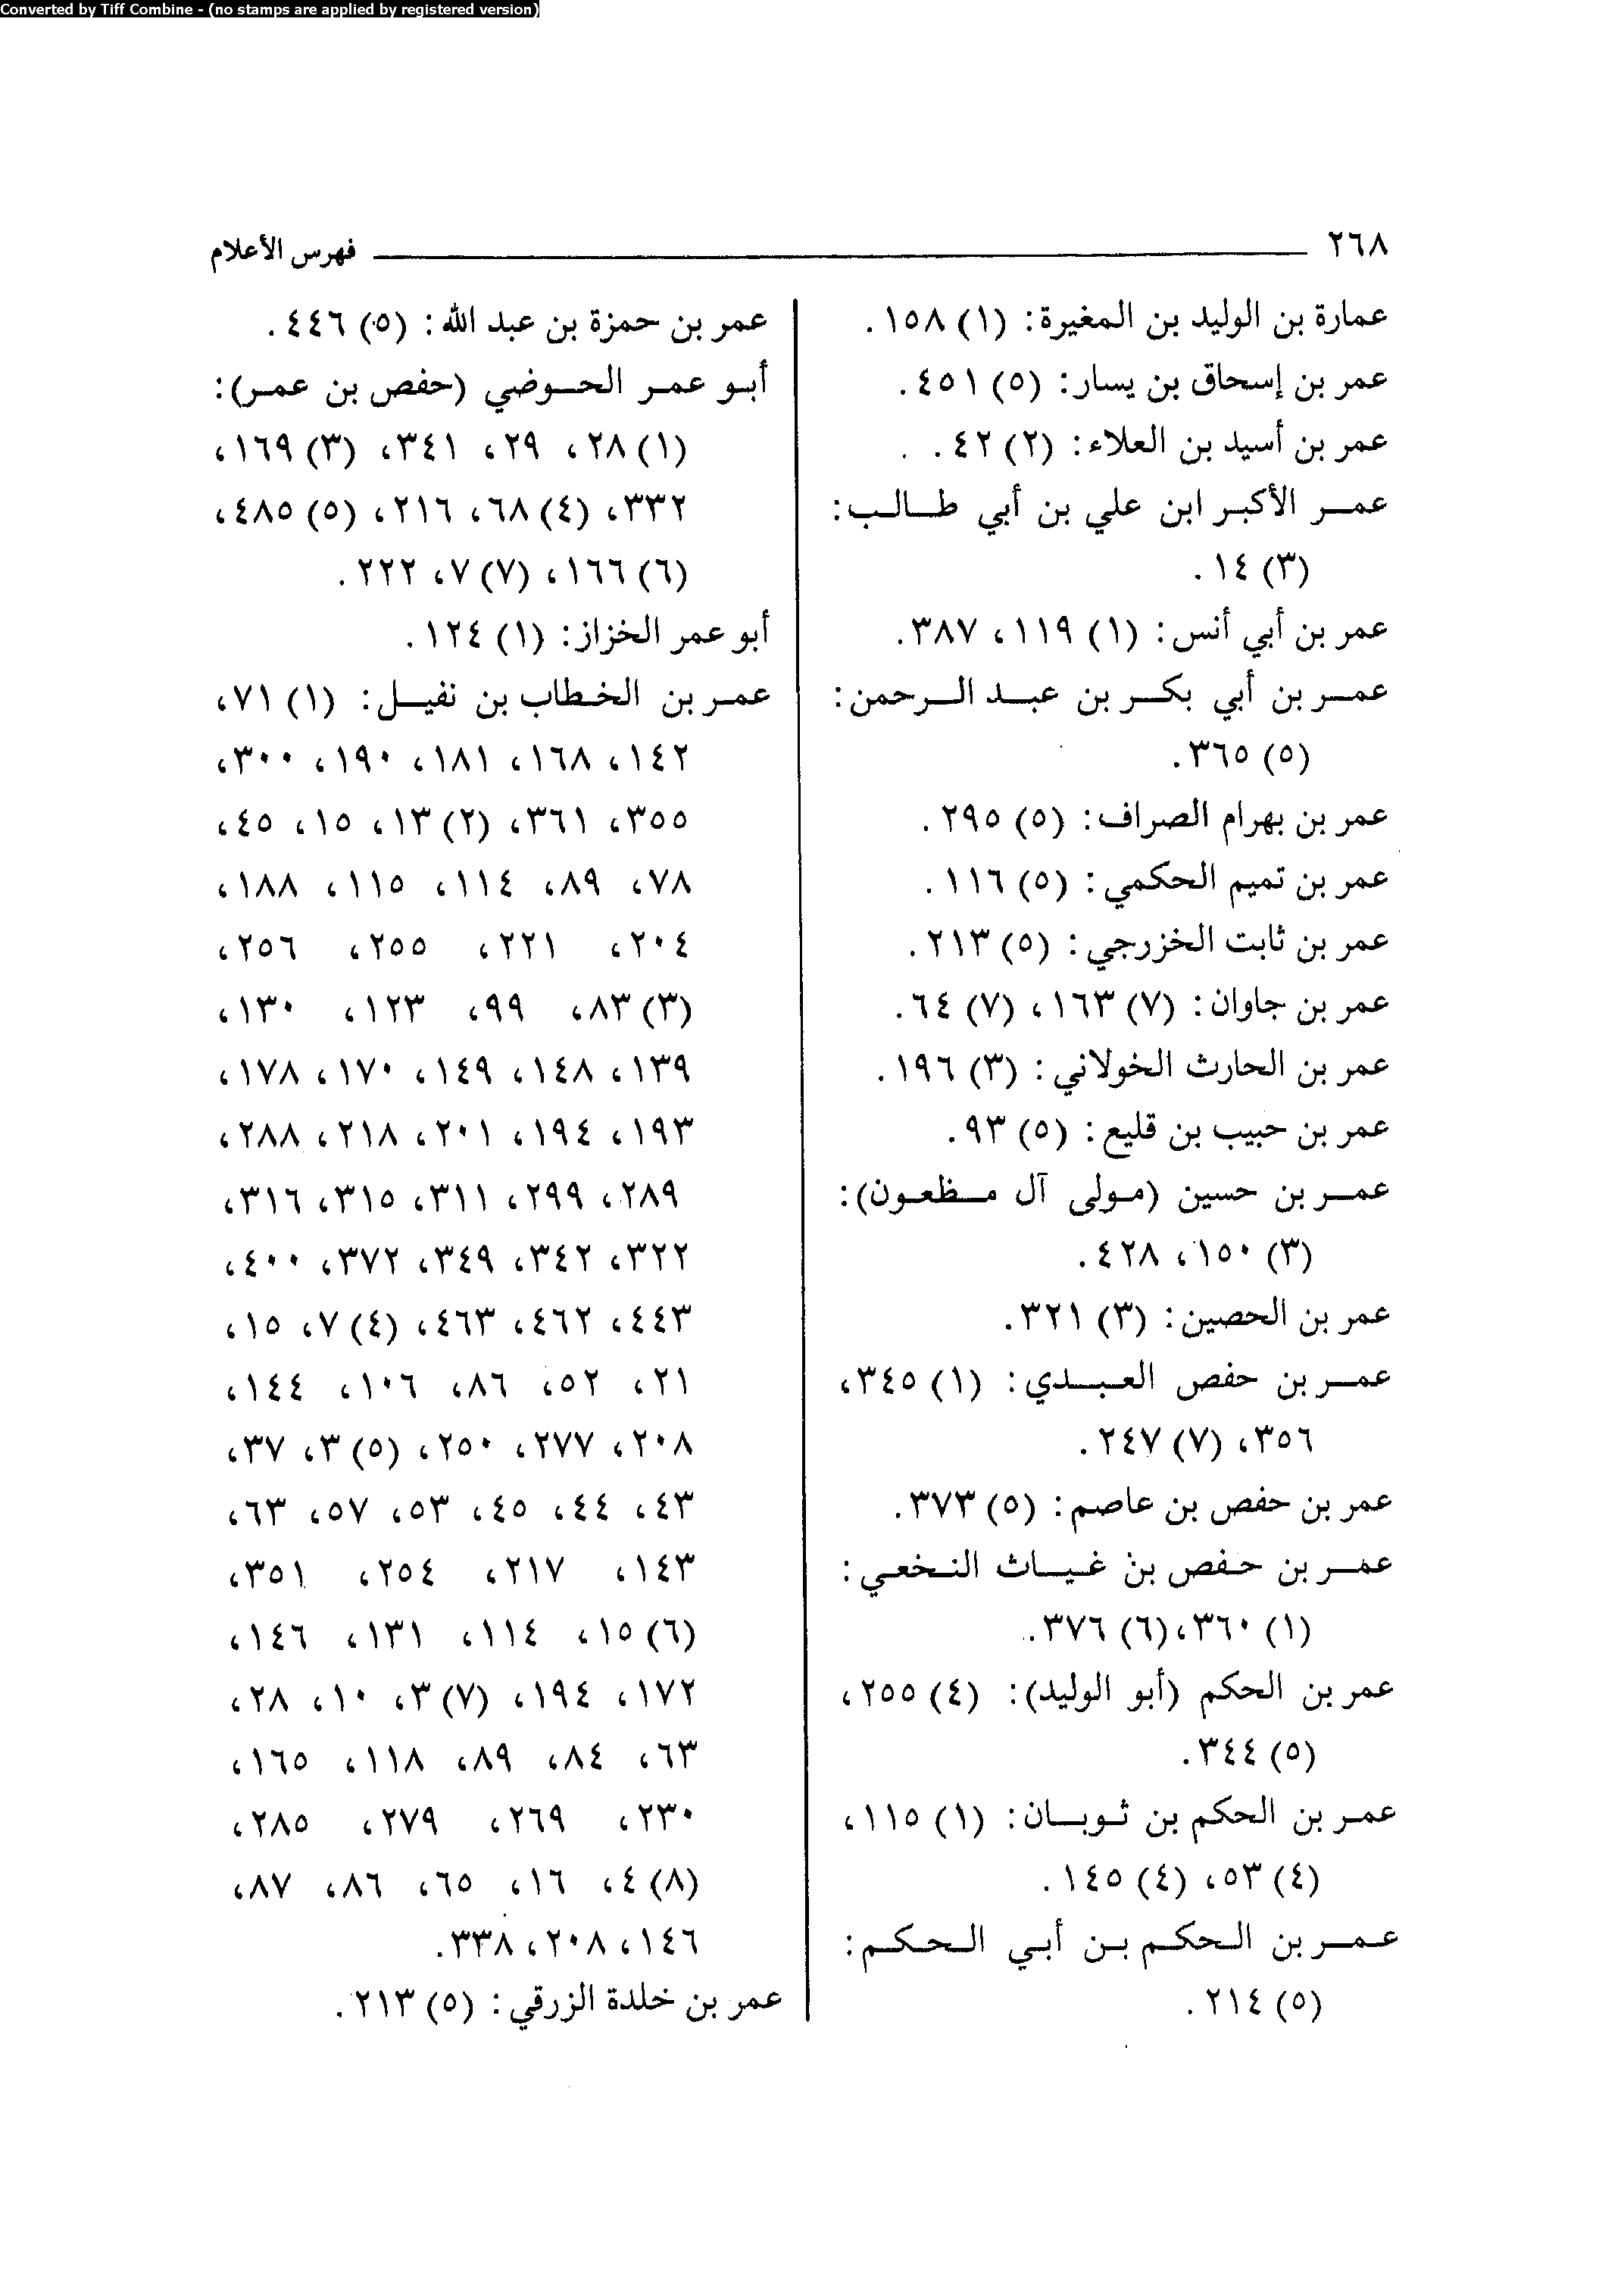 Converted by Tiff Combine - (no stamps are applied by registered version)
٢٦٨ فهرس الأعلام
عمارة بن الوليد بن المغيرة: (١) ١٥٨.
عمر بن إسحاق بن يسار: (٥) ٤٥١.
عمر بن أسيد بن العلاء: (٢) ٤٢.
عمر الأكبر ابن علي بن أبي طالب:
(٣) ١٤.
عمر بن أبي أنس: (١) ١١٩، ٣٨٧.
عمر بن أبي بكر بن عبد الرحمن:
(٥) ٣٦٥.
عمر بن بهرام الصراف: (٥) ٢٩٥.
عمر بن تميم الحكمي: (٥) ١١٦.
عمر بن ثابت الخزرجي: (٥) ٢١٣.
عمر بن جاوان: (٧) ١٦٣، (٧) ٦٤.
عمر بن الحارث الخولاني: (٣) ١٩٦.
عمر بن حبيب بن قليع: (٥) ٩٣.
عمر بن حسين (مولى آل مظعون):
(٣) ١٥٠، ٤٢٨.
عمر بن الحصين: (٣) ٣٢١.
عمر بن حفص العبدي: (١) ٣٤٥،
٣٥٦، (٧) ٢٤٧.
عمر بن حفص بن عاصم: (٥) ٣٧٣.
عمر بن حفص بن غياث النخعي:
(١) ٣٦٠، (٦) ٣٧٦.
عمر بن الحكم (أبو الوليد): (٤) ٢٥٥،
(٥) ٣٤٤.
عمر بن الحكم بن ثوبان: (١) ١١٥،
(٤) ٥٣، (٤) ١٤٥.
عمر بن الحكم بن أبي الحكم:
(٥) ٢١٤.
عمر بن حمزة بن عبد الله: (٥) ٤٤٦.
أبو عمر الحوضي (حفص بن عمر):
(١) ٢٨، ٢٩، ٣٤١، (٣) ١٦٩،
٣٣٢، (٤) ٦٨، ٢١٦، (٥) ٤٨٥،
(٦) ١٦٦، (٧) ٧، ٢٢٢.
أبو عمر الخزاز: (١) ١٢٤.
عمر بن الخطاب بن نفيل: (١) ٧١،
١٤٢، ١٦٨، ١٨١، ١٩٠، ٣٠٠،
٣٥٥، ٣٦١، (٢) ١٣، ١٥، ٤٥،
٧٨، ٨٩، ١١٤، ١١٥، ١٨٨،
٢٠٤، ٢٢١، ٢٥٥، ٢٥٦،
(٣) ٨٣، ٩٩، ١٢٣، ١٣٠،
١٣٩، ١٤٨، ١٤٩، ١٧٠، ١٧٨،
١٩٣، ١٩٤، ٢٠١، ٢١٨، ٢٨٨،
٢٨٩، ٢٩٩، ٣١١، ٣١٥، ٣١٦،
٣٢٢، ٣٤٢، ٣٤٩، ٣٧٢، ٤٠٠،
٤٤٣، ٤٦٢، ٤٦٣، (٤) ٧، ١٥،
٢١، ٥٢، ٨٦، ١٠٦، ١٤٤،
٢٠٨، ٢٧٧، ٢٥٠، (٥) ٣، ٣٧،
٤٣، ٤٤، ٤٥، ٥٣، ٥٧، ٦٣،
١٤٣، ٢١٧، ٢٥٤، ٣٥١،
(٦) ١٥، ١١٤، ١٣١، ١٤٦،
١٧٢، ١٩٤، (٧) ٣، ١٠، ٢٨،
٦٣، ٨٤، ٨٩، ١١٨، ١٦٥،
٢٣٠، ٢٦٩، ٢٧٩، ٢٨٥،
(٨) ٤، ١٦، ٦٥، ٨٦، ٨٧،
١٤٦، ٢٠٨، ٣٣٨.
عمر بن خلدة الزرقي: (٥) ٢١٣.